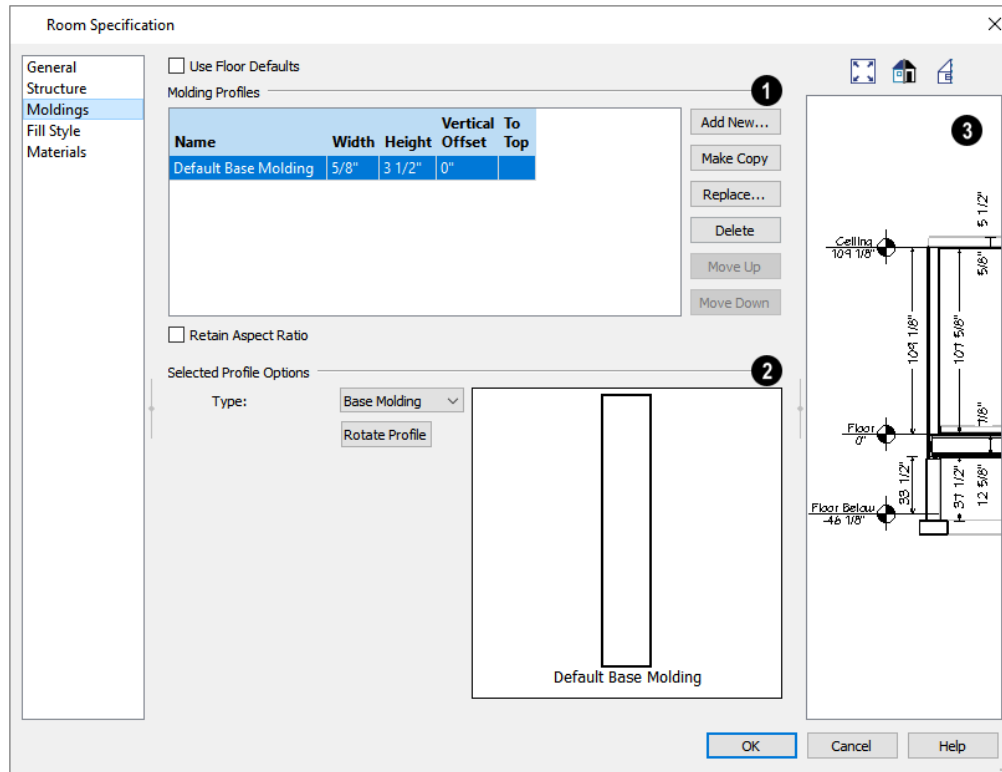 Room Specification
General
Structure
Moldings
Fill Style
Materials
Use Floor Defaults
Molding Profiles
1
Name Width Height Vertical Offset To Top
Default Base Molding 5/8" 3 1/2" 0"
Add New...
Make Copy
Replace...
Delete
Move Up
Move Down
Retain Aspect Ratio
Selected Profile Options
2
Type: Base Molding
Rotate Profile
Default Base Molding
3
5 1/2"
Ceiling
109 1/8"
5/8"
109 1/8"
107 5/8"
1/8"
Floor
0"
33 1/2"
37 1/2"
12 5/8"
Floor Below
-46 1/8"
OK
Cancel
Help